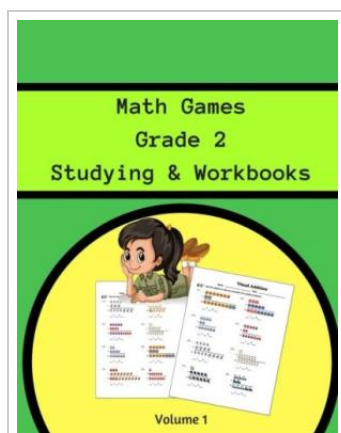 Math Games
Grade 2
Studying & Workbooks
Visual Addition
Volume 1